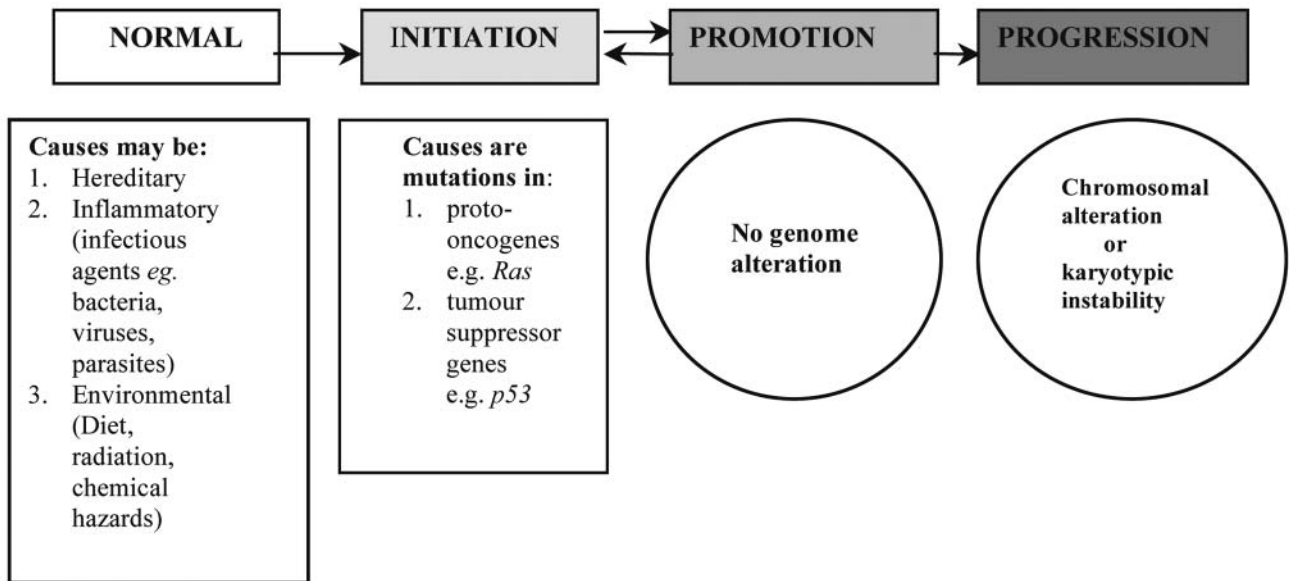 NORMAL
INITIATION
PROMOTION
PROGRESSION
Causes may be:
1. Hereditary
2. Inflammatory
(infectious
agents eg.
bacteria,
viruses,
parasites)
3. Environmental
(Diet,
radiation,
chemical
hazards)
Causes are
mutations in:
1. proto-
oncogenes
e.g. Ras
2. tumour
suppressor
genes
e.g. p53
No genome
alteration
Chromosomal
alteration
or
karyotypic
instability